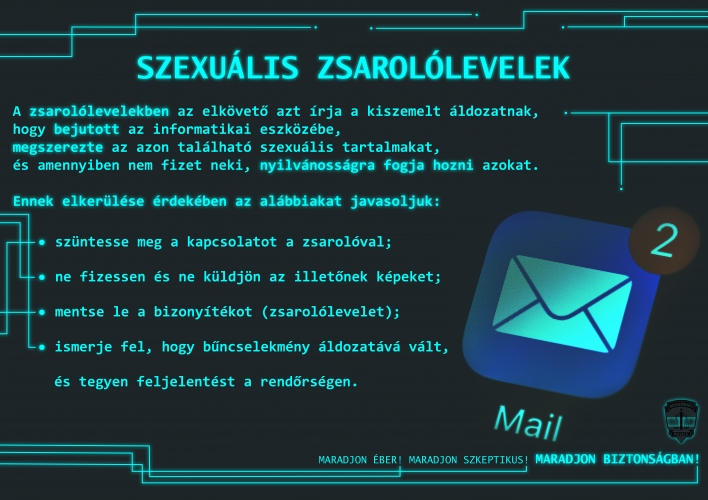 SZEXUÁLIS ZSAROLÓLEVELEK
A zsarolólevelekben az elkövető azt írja a kiszemelt áldozatnak,
hogy bejutott az informatikai eszközébe,
megszerezte az azon található szexuális tartalmakat,
és amennyiben nem fizet neki, nyilvánosságra fogja hozni azokat.
Ennek elkerülése érdekében az alábbiakat javasoljuk:
• szüntesse meg a kapcsolatot a zsarolóval;
• ne fizessen és ne küldjön az illetőnek képeket;
• mentse le a bizonyítékot (zsarolólevelet);
• ismerje fel, hogy bűncselekmény áldozatává vált,
és tegyen feljelentést a rendőrségen.
2
Mail
MARADJON ÉBER! MARADJON SZKEPTIKUS! MARADJON BIZTONSÁGBAN!